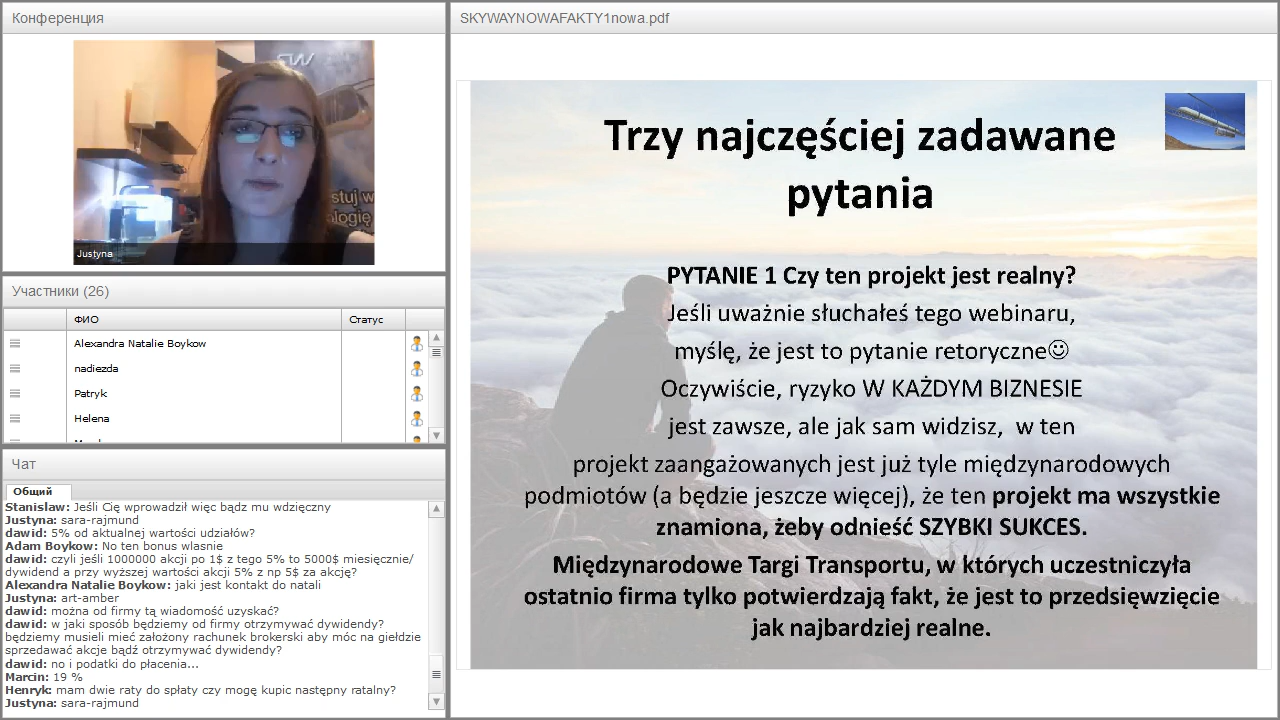 Конференция
SW
stuj w
logię
Justyna
Участники (26)
ФИО
Статус
Alexandra Natalie Boykow
nadiezda
Patryk
Helena
Чат
Общий
Stanislaw: Jeśli Cię wprowadził więc bądz mu wdzięczny
Justyna: sara-rajmund
dawid: 5% od aktualnej wartości udziałów?
Adam Boykow: No ten bonus wlasnie
dawid: czyli jeśli 1000000 akcji po 1$ z tego 5% to 5000$ miesięcznie/
dywidend a przy wyższej wartości akcji 5% z np 5$ za akcję?
Alexandra Natalie Boykow: jaki jest kontakt do natali
Justyna: art-amber
dawid: można od firmy tą wiadomość uzyskać?
dawid: w jaki sposób będziemy od firmy otrzymywać dywidendy?
będziemy musieli mieć założony rachunek brokerski aby móc na giełdzie
sprzedawać akcje bądź otrzymywać dywidendy?
dawid: no i podatki do płacenia...
Marcin: 19 %
Henryk: mam dwie raty do spłaty czy mogę kupic następny ratalny?
Justyna: sara-rajmund
SKYWAYNOWAFAKTY1nowa.pdf
Trzy najczęściej zadawane
pytania
PYTANIE 1 Czy ten projekt jest realny?
Jeśli uważnie słuchałeś tego webinaru,
myślę, że jest to pytanie retoryczne☺
Oczywiście, ryzyko W KAŻDYM BIZNESIE
jest zawsze, ale jak sam widzisz, w ten
projekt zaangażowanych jest już tyle międzynarodowych
podmiotów (a będzie jeszcze więcej), że ten projekt ma wszystkie
znamiona, żeby odnieść SZYBKI SUKCES.
Międzynarodowe Targi Transportu, w których uczestniczyła
ostatnio firma tylko potwierdzają fakt, że jest to przedsięwzięcie
jak najbardziej realne.